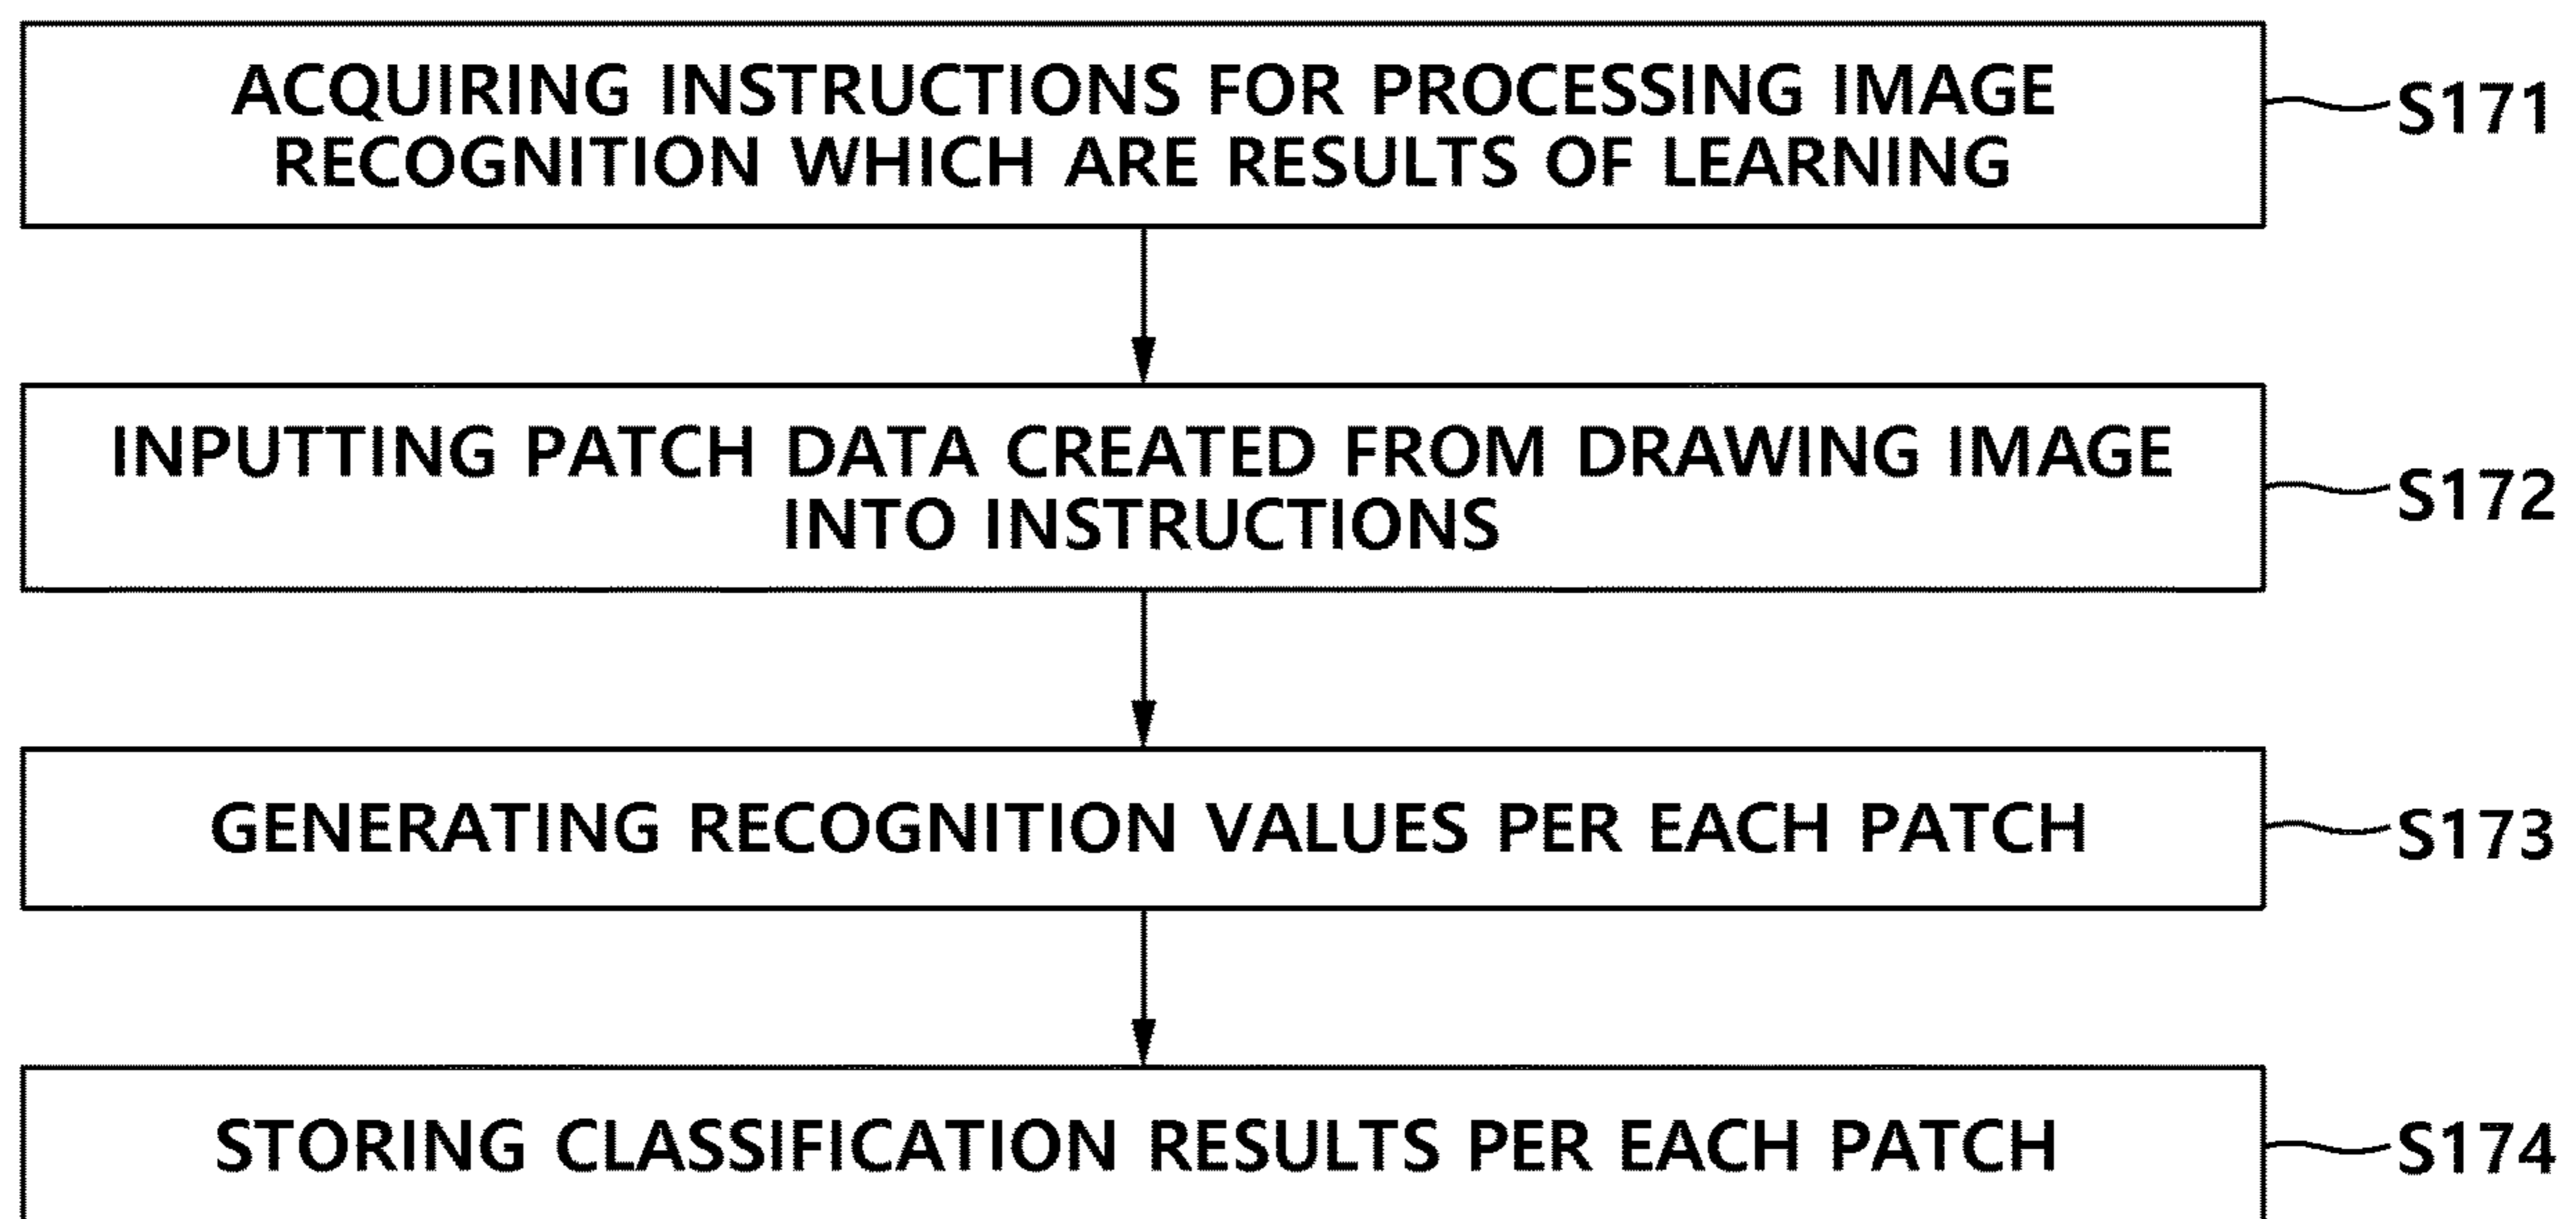 ACQUIRING INSTRUCTIONS FOR PROCESSING IMAGE
RECOGNITION WHICH ARE RESULTS OF LEARNING
S171
INPUTTING PATCH DATA CREATED FROM DRAWING IMAGE
INTO INSTRUCTIONS
S172
GENERATING RECOGNITION VALUES PER EACH PATCH
S173
STORING CLASSIFICATION RESULTS PER EACH PATCH
S174